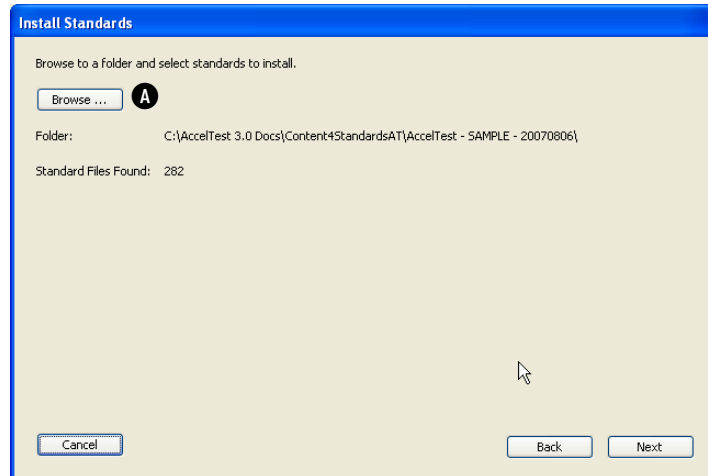 Install Standards
Browse to a folder and select standards to install.
Browse ... A
Folder: C:\AccelTest 3.0 Docs\Content4StandardsAT\AccelTest - SAMPLE - 20070806\
Standard Files Found: 282
Cancel Back Next